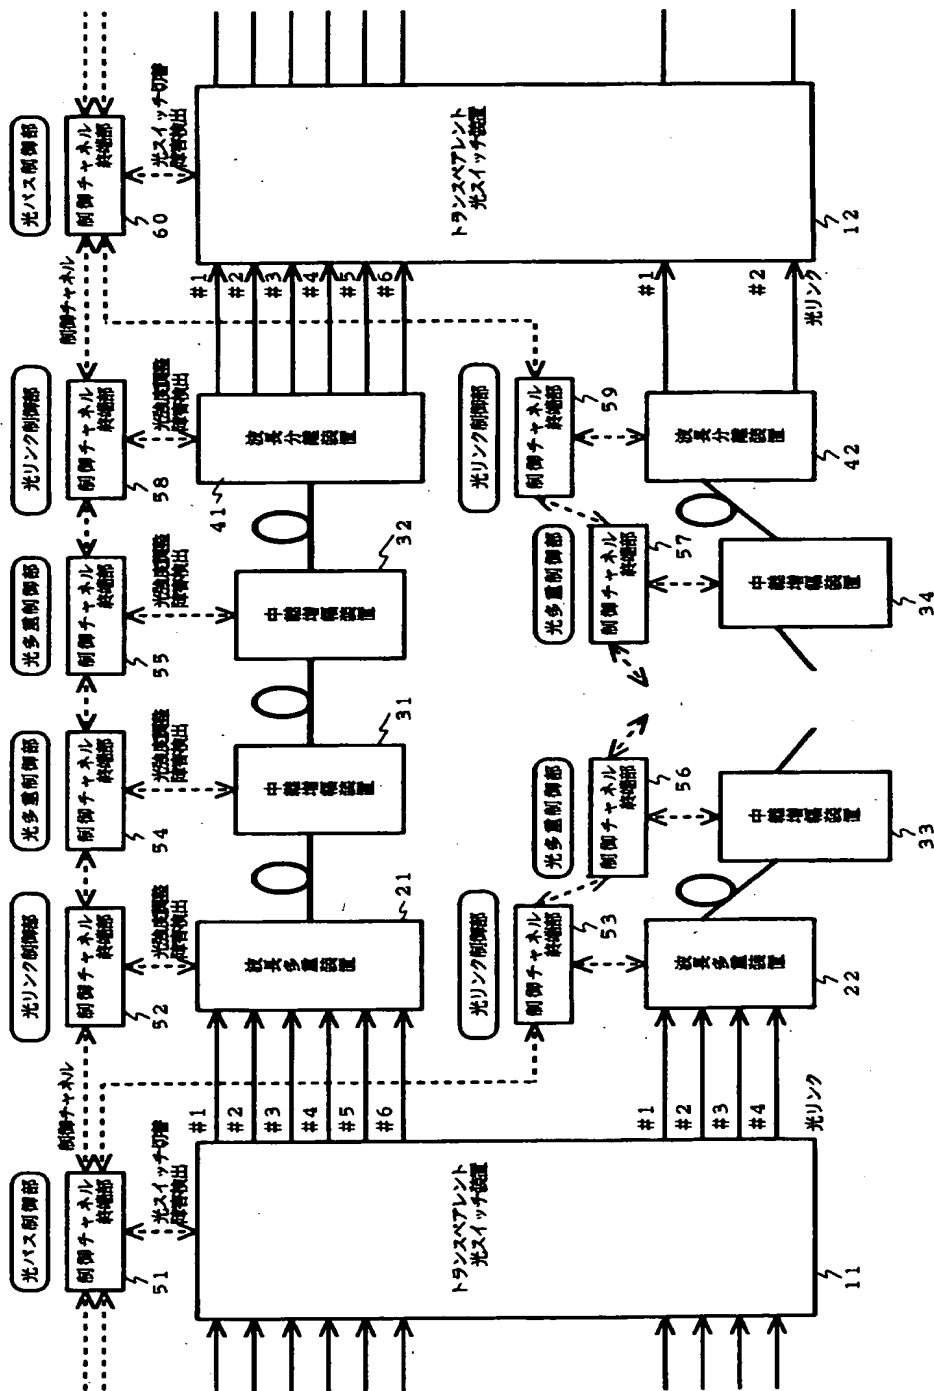 光パス制御部
制御チャネル
終端部
51
光スイッチ切替
障害検出
制御チャネル
光リンク制御部
制御チャネル
終端部
52
光強度調整
障害検出
光多重制御部
制御チャネル
終端部
54
光強度調整
障害検出
光多重制御部
制御チャネル
終端部
55
光強度調整
障害検出
光リンク制御部
制御チャネル
終端部
58
光強度調整
障害検出
制御チャネル
光パス制御部
制御チャネル
終端部
60
光スイッチ切替
障害検出
トランスペアレント
光スイッチ装置
11
#1
#2
#3
#4
#5
#6
波長多重装置
21
中継増幅装置
31
中継増幅装置
32
波長分離装置
41
#1
#2
#3
#4
#5
#6
トランスペアレント
光スイッチ装置
12
光リンク制御部
制御チャネル
終端部
53
光多重制御部
制御チャネル
終端部
56
光多重制御部
制御チャネル
終端部
57
光リンク制御部
制御チャネル
終端部
59
#1
#2
#3
#4
光リンク
波長多重装置
22
中継増幅装置
33
中継増幅装置
34
波長分離装置
42
#1
#2
光リンク